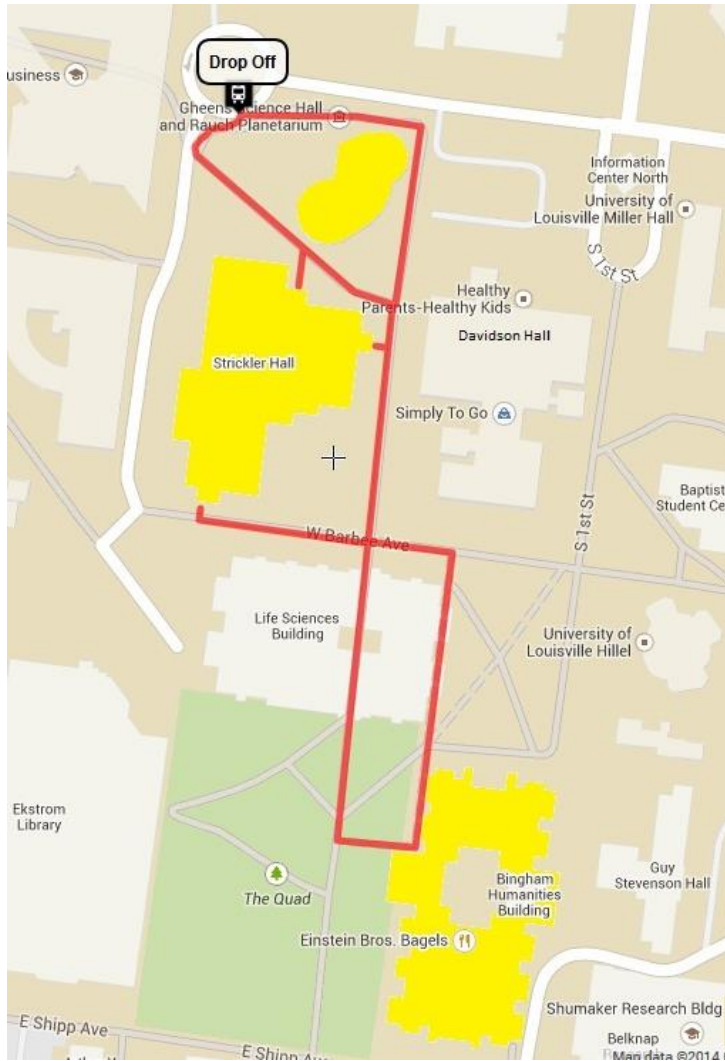 Drop Off
usiness
Gheens Science Hall
and Rauch Planetarium
Information
Center North
University of
Louisville Miller Hall
S 1st St
Healthy
Parents-Healthy Kids
Davidson Hall
Strickler Hall
Simply To Go
Baptist
Student Ce
W Barbee Ave
S 1st St
Life Sciences
Building
University of
Louisville Hillel
Ekstrom
Library
Guy
Stevenson Hall
The Quad
Bingham
Humanities
Building
Einstein Bros. Bagels
Shumaker Research Bldg
E Shipp Ave
E Shipp Ave
Belknap
Map data ©2014